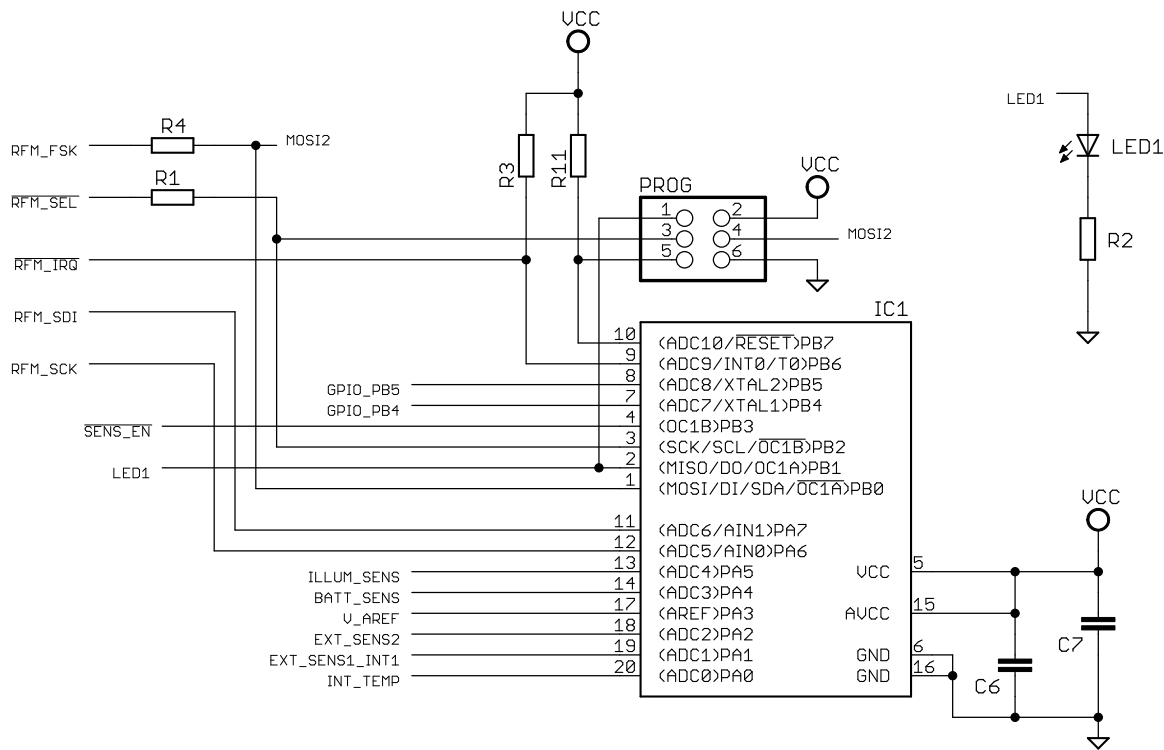 VCC
LED1
R4
RFM_FSK
MOSI2
R3
R11
LED1
R1
RFM_SEL
VCC
PROG
1 2
3 4
5 6
MOSI2
R2
RFM_IRQ
RFM_SDI
RFM_SCK
IC1
10 (ADC10/RESET)PB7
9 (ADC9/INT0/T0)PB6
GPIO_PB5 8 (ADC8/XTAL2)PB5
GPIO_PB4 7 (ADC7/XTAL1)PB4
SENS_EN 4 (OC1B)PB3
3 (SCK/SCL/OC1B)PB2
LED1 2 (MISO/DO/OC1A)PB1
1 (MOSI/DI/SDA/OC1A)PB0
VCC
11 (ADC6/AIN1)PA7
12 (ADC5/AIN0)PA6
ILLUM_SENS 13 (ADC4)PA5 VCC 5
BATT_SENS 14 (ADC3)PA4
V_AREF 17 (AREF)PA3 AVCC 15
EXT_SENS2 18 (ADC2)PA2
C7
EXT_SENS1_INT1 19 (ADC1)PA1 GND 6
INT_TEMP 20 (ADC0)PA0 GND 16
C6